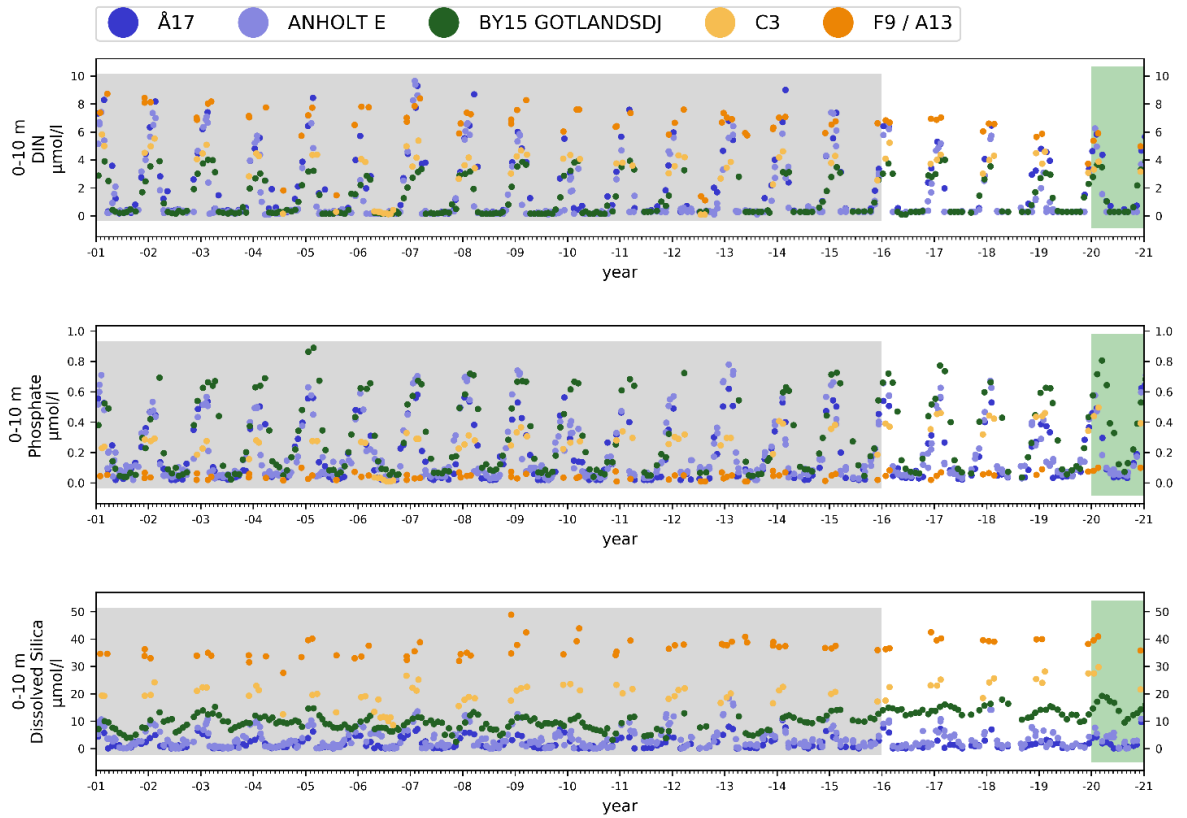 Å17 ANHOLT E BY15 GOTLANDSDJ C3 F9 / A13
0-10 m
DIN
µmol/l
10 10
8 8
6 6
4 4
2 2
0 0
-01 -02 -03 -04 -05 -06 -07 -08 -09 -10 -11 -12 -13 -14 -15 -16 -17 -18 -19 -20 -21
year
0-10 m
Phosphate
µmol/l
1.0 1.0
0.8 0.8
0.6 0.6
0.4 0.4
0.2 0.2
0.0 0.0
-01 -02 -03 -04 -05 -06 -07 -08 -09 -10 -11 -12 -13 -14 -15 -16 -17 -18 -19 -20 -21
year
0-10 m
Dissolved Silica
µmol/l
50 50
40 40
30 30
20 20
10 10
0 0
-01 -02 -03 -04 -05 -06 -07 -08 -09 -10 -11 -12 -13 -14 -15 -16 -17 -18 -19 -20 -21
year